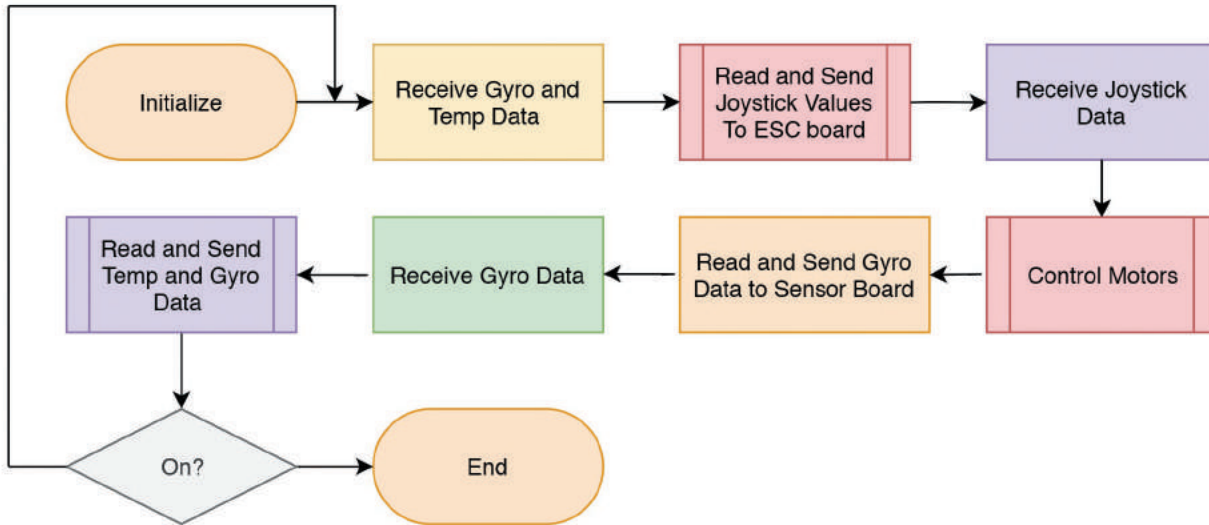 Initialize
Receive Gyro and
Temp Data
Read and Send
Joystick Values
To ESC board
Receive Joystick
Data
Control Motors
Read and Send Gyro
Data to Sensor Board
Receive Gyro Data
Read and Send
Temp and Gyro
Data
On?
End